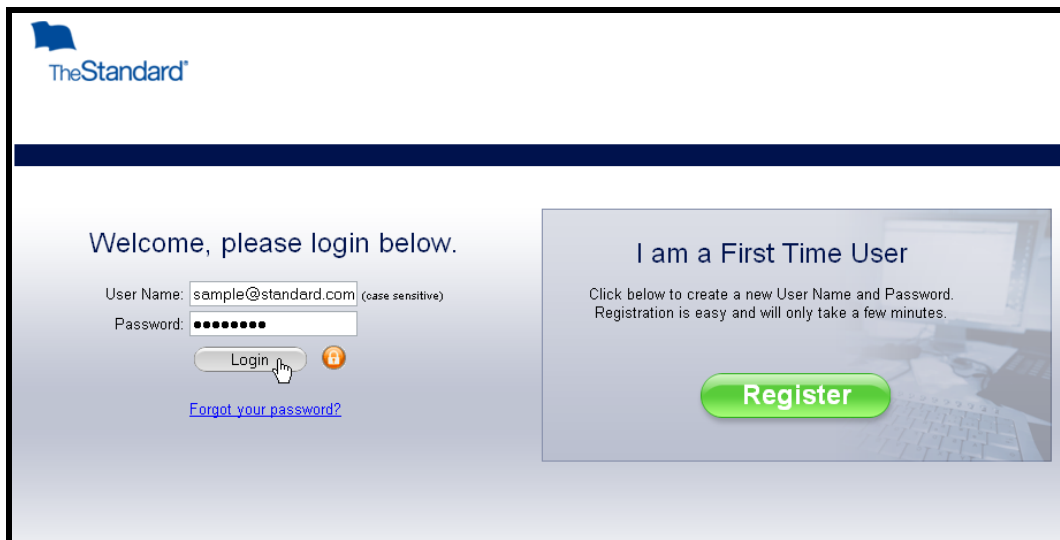 TheStandard®
Welcome, please login below.
User Name: sample@standard.com (case sensitive)
Password: ••••••••
Login
Forgot your password?
I am a First Time User
Click below to create a new User Name and Password.
Registration is easy and will only take a few minutes.
Register